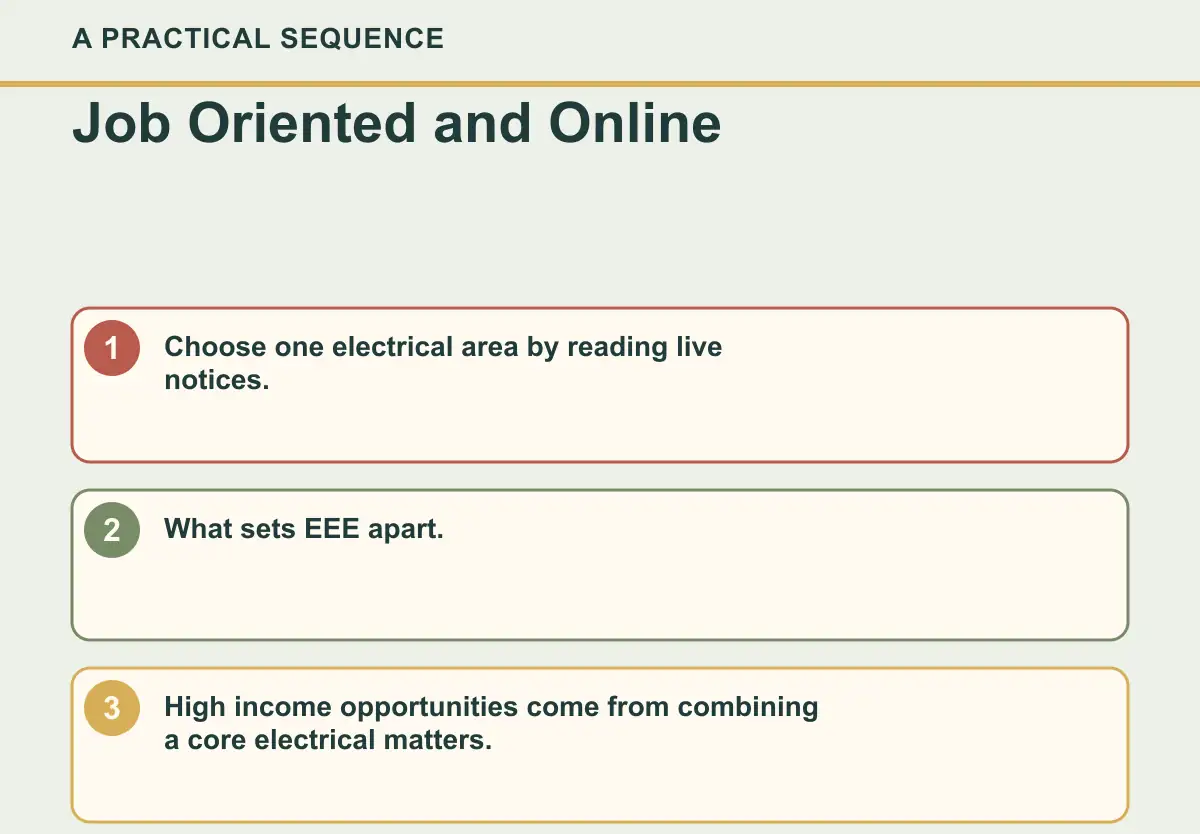 A PRACTICAL SEQUENCE
Job Oriented and Online
1
Choose one electrical area by reading live
notices.
2
What sets EEE apart.
3
High income opportunities come from combining
a core electrical matters.